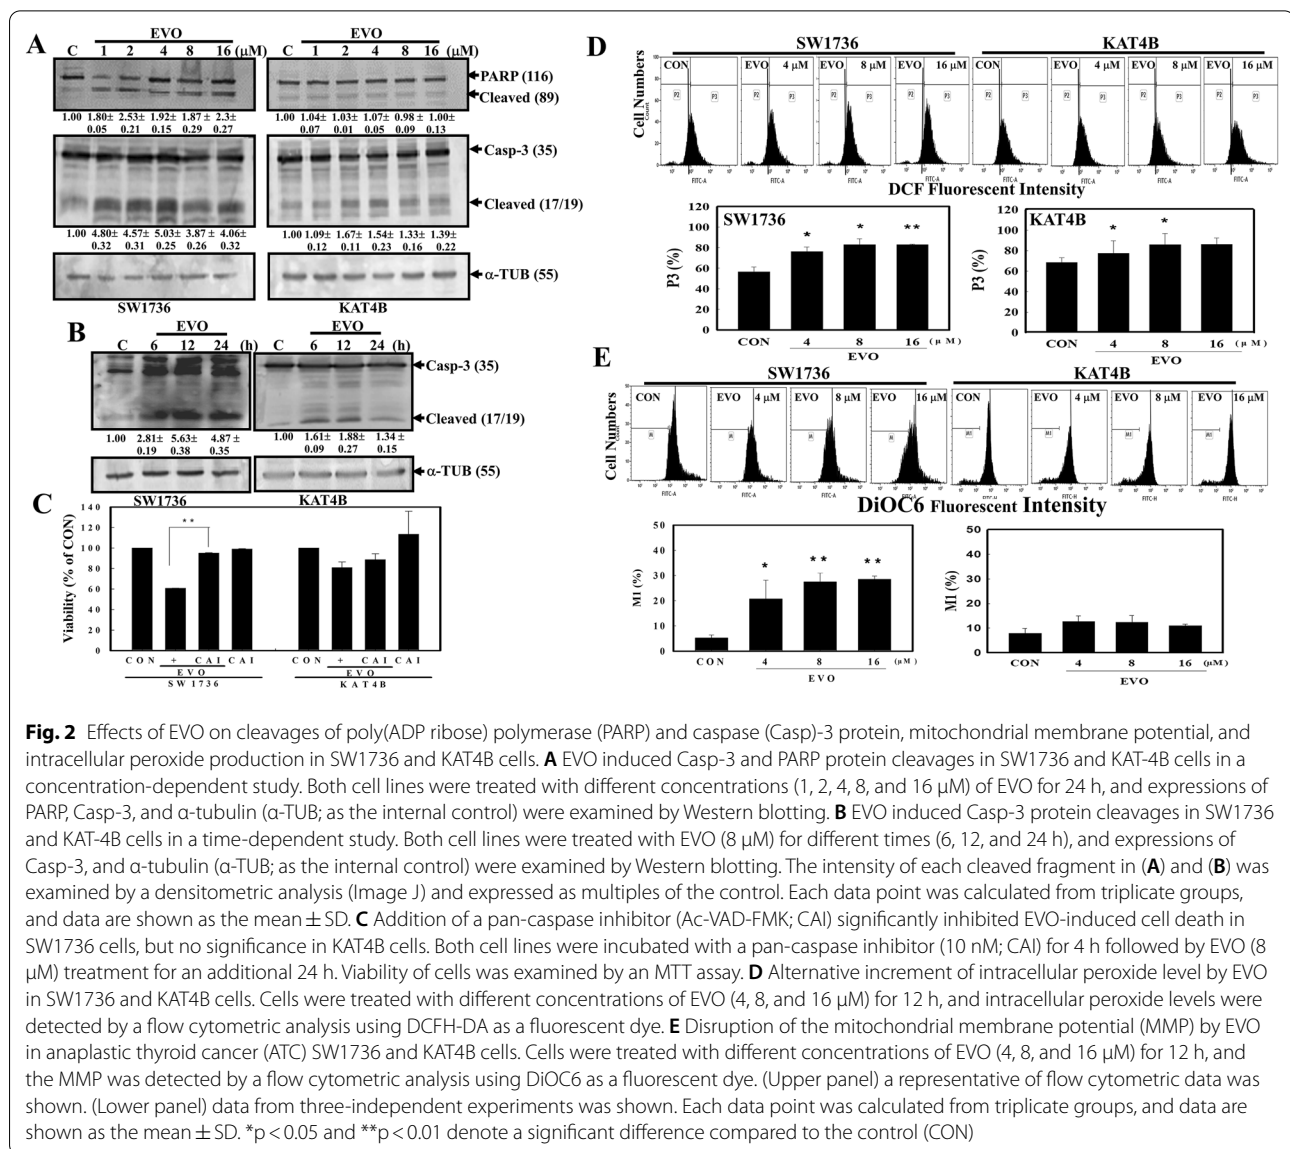 A
EVO
C 1 2 4 8 16 (μM)
EVO
C 1 2 4 8 16 (μM)
PARP (116)
Cleaved (89)
1.00 1.80± 2.53± 1.92± 1.87± 2.3±
0.05 0.21 0.15 0.29 0.27
1.00 1.04± 1.03± 1.07± 0.98± 1.00±
0.07 0.01 0.05 0.09 0.13
Casp-3 (35)
Cleaved (17/19)
1.00 4.80± 4.57± 5.03± 3.87± 4.06±
0.32 0.31 0.25 0.26 0.32
1.00 1.09± 1.67± 1.54± 1.33± 1.39±
0.12 0.11 0.23 0.16 0.22
α-TUB (55)
SW1736 KAT4B
B
EVO
C 6 12 24 (h)
EVO
C 6 12 24 (h)
Casp-3 (35)
Cleaved (17/19)
1.00 2.81± 5.63± 4.87±
0.19 0.38 0.35
1.00 1.61± 1.88± 1.34±
0.09 0.27 0.15
α-TUB (55)
SW1736 KAT4B
C
Viability (% of CON)
140
120
100
80
60
40
20
0
**
CON + CAI CAI CON + CAI CAI
EVO EVO
SW1736 KAT4B
D
SW1736 KAT4B
Cell Numbers
CON EVO 4 μM EVO 8 μM EVO 16 μM CON EVO 4 μM EVO 8 μM EVO 16 μM
P2 P3 P2 P3 P2 P3 P2 P3 P2 P3 P2 P3 P2 P3 P2 P3
FITC-A FITC-A FITC-A FITC-A FITC-A FITC-A FITC-A FITC-A
DCF Fluorescent Intensity
SW1736
P3 (%)
120
100
80
60
40
20
0
* * **
CON 4 8 16 (μM)
EVO
KAT4B
P3 (%)
120
100
80
60
40
20
0
* *
CON 4 8 16 (μM)
EVO
E
SW1736 KAT4B
Cell Numbers
CON EVO 4 μM EVO 8 μM EVO 16 μM CON EVO 4 μM EVO 8 μM EVO 16 μM
FITC-A FITC-A FITC-A FITC-A FITC-H FITC-H FITC-H
DiOC6 Fluorescent Intensity
M1 (%)
50
40
30
20
10
0
* ** **
CON 4 8 16 (μM)
EVO
M1 (%)
50
40
30
20
10
0
CON 4 8 16 (μM)
EVO
Fig. 2 Effects of EVO on cleavages of poly(ADP ribose) polymerase (PARP) and caspase (Casp)-3 protein, mitochondrial membrane potential, and
intracellular peroxide production in SW1736 and KAT4B cells. A EVO induced Casp-3 and PARP protein cleavages in SW1736 and KAT-4B cells in a
concentration-dependent study. Both cell lines were treated with different concentrations (1, 2, 4, 8, and 16 μM) of EVO for 24 h, and expressions of
PARP, Casp-3, and α-tubulin (α-TUB; as the internal control) were examined by Western blotting. B EVO induced Casp-3 protein cleavages in SW1736
and KAT-4B cells in a time-dependent study. Both cell lines were treated with EVO (8 μM) for different times (6, 12, and 24 h), and expressions of
Casp-3, and α-tubulin (α-TUB; as the internal control) were examined by Western blotting. The intensity of each cleaved fragment in (A) and (B) was
examined by a densitometric analysis (Image J) and expressed as multiples of the control. Each data point was calculated from triplicate groups,
and data are shown as the mean ± SD. C Addition of a pan-caspase inhibitor (Ac-VAD-FMK; CAI) significantly inhibited EVO-induced cell death in
SW1736 cells, but no significance in KAT4B cells. Both cell lines were incubated with a pan-caspase inhibitor (10 nM; CAI) for 4 h followed by EVO (8
μM) treatment for an additional 24 h. Viability of cells was examined by an MTT assay. D Alternative increment of intracellular peroxide level by EVO
in SW1736 and KAT4B cells. Cells were treated with different concentrations of EVO (4, 8, and 16 μM) for 12 h, and intracellular peroxide levels were
detected by a flow cytometric analysis using DCFH-DA as a fluorescent dye. E Disruption of the mitochondrial membrane potential (MMP) by EVO
in anaplastic thyroid cancer (ATC) SW1736 and KAT4B cells. Cells were treated with different concentrations of EVO (4, 8, and 16 μM) for 12 h, and
the MMP was detected by a flow cytometric analysis using DiOC6 as a fluorescent dye. (Upper panel) a representative of flow cytometric data was
shown. (Lower panel) data from three-independent experiments was shown. Each data point was calculated from triplicate groups, and data are
shown as the mean ± SD. *p < 0.05 and **p < 0.01 denote a significant difference compared to the control (CON)